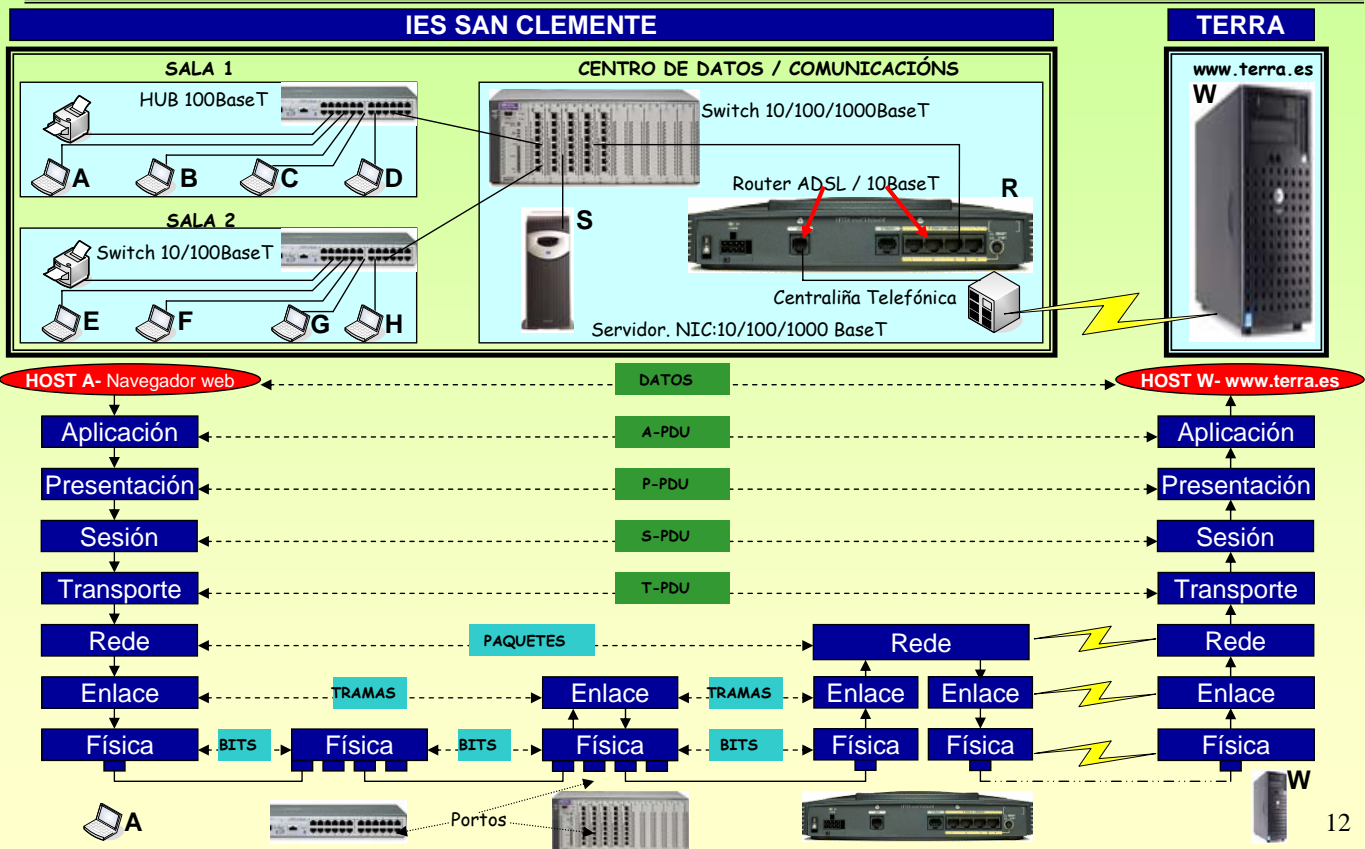 IES SAN CLEMENTE
TERRA
SALA 1
HUB 100BaseT
A
B
C
D
SALA 2
Switch 10/100BaseT
E
F
G
H
CENTRO DE DATOS / COMUNICACIÓNS
Switch 10/100/1000BaseT
Router ADSL / 10BaseT
R
S
Centraliña Telefónica
Servidor. NIC:10/100/1000 BaseT
www.terra.es
W
HOST A- Navegador web
DATOS
HOST W- www.terra.es
Aplicación
A-PDU
Aplicación
Presentación
P-PDU
Presentación
Sesión
S-PDU
Sesión
Transporte
T-PDU
Transporte
Rede
PAQUETES
Rede
Rede
Enlace
TRAMAS
Enlace
TRAMAS
Enlace
Enlace
Enlace
Física
BITS
Física
BITS
Física
BITS
Física
Física
Física
A
Portos
W
12